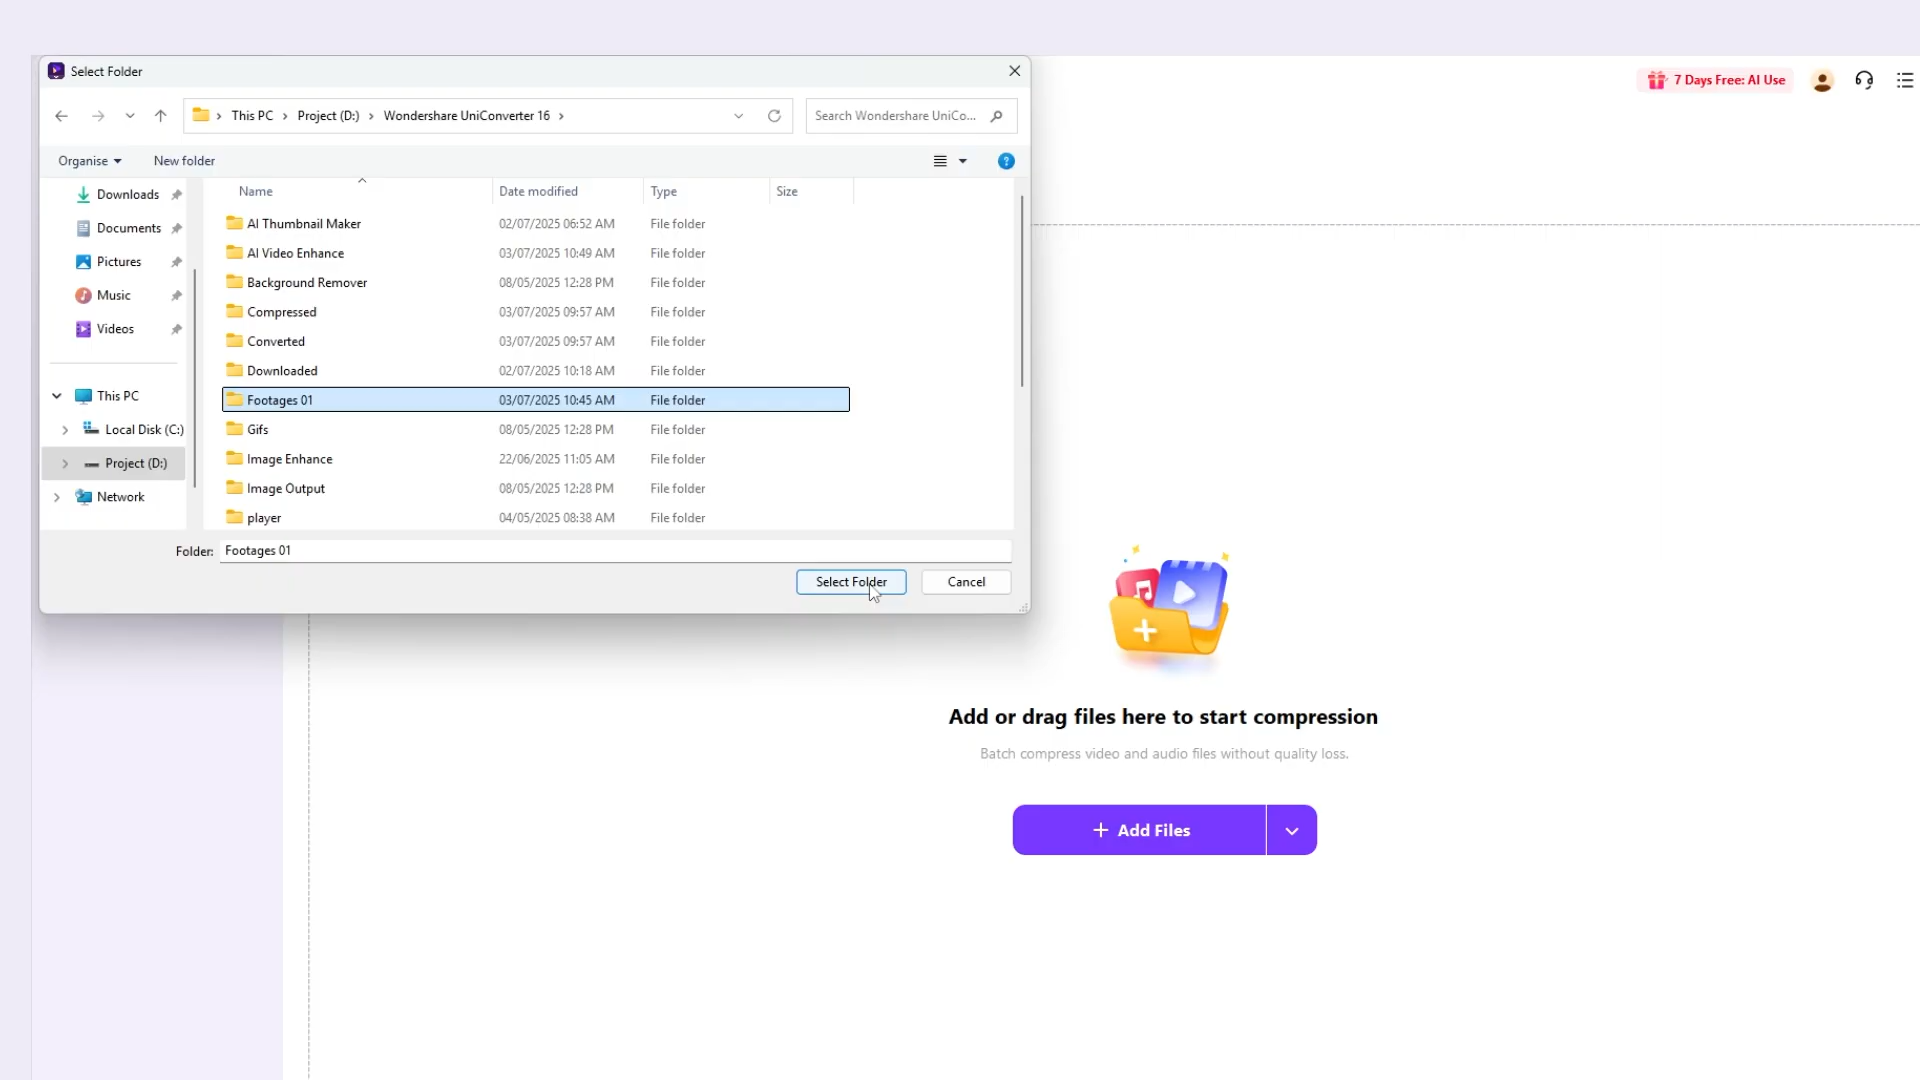 Select Folder
7 Days Free: AI Use
This PC > Project (D:) > Wondershare UniConverter 16 >
Search Wondershare UniCo...
Organise
New folder
?
Name Date modified Type Size
Downloads
Documents
Pictures
Music
Videos
This PC
Local Disk (C:)
Project (D:)
Network
AI Thumbnail Maker 02/07/2025 06:52 AM File folder
AI Video Enhance 03/07/2025 10:49 AM File folder
Background Remover 08/05/2025 12:28 PM File folder
Compressed 03/07/2025 09:57 AM File folder
Converted 03/07/2025 09:57 AM File folder
Downloaded 02/07/2025 10:18 AM File folder
Footages 01 03/07/2025 10:45 AM File folder
Gifs 08/05/2025 12:28 PM File folder
Image Enhance 22/06/2025 11:05 AM File folder
Image Output 08/05/2025 12:28 PM File folder
player 04/05/2025 08:38 AM File folder
Folder: Footages 01
Select Folder Cancel
Add or drag files here to start compression
Batch compress video and audio files without quality loss.
+ Add Files